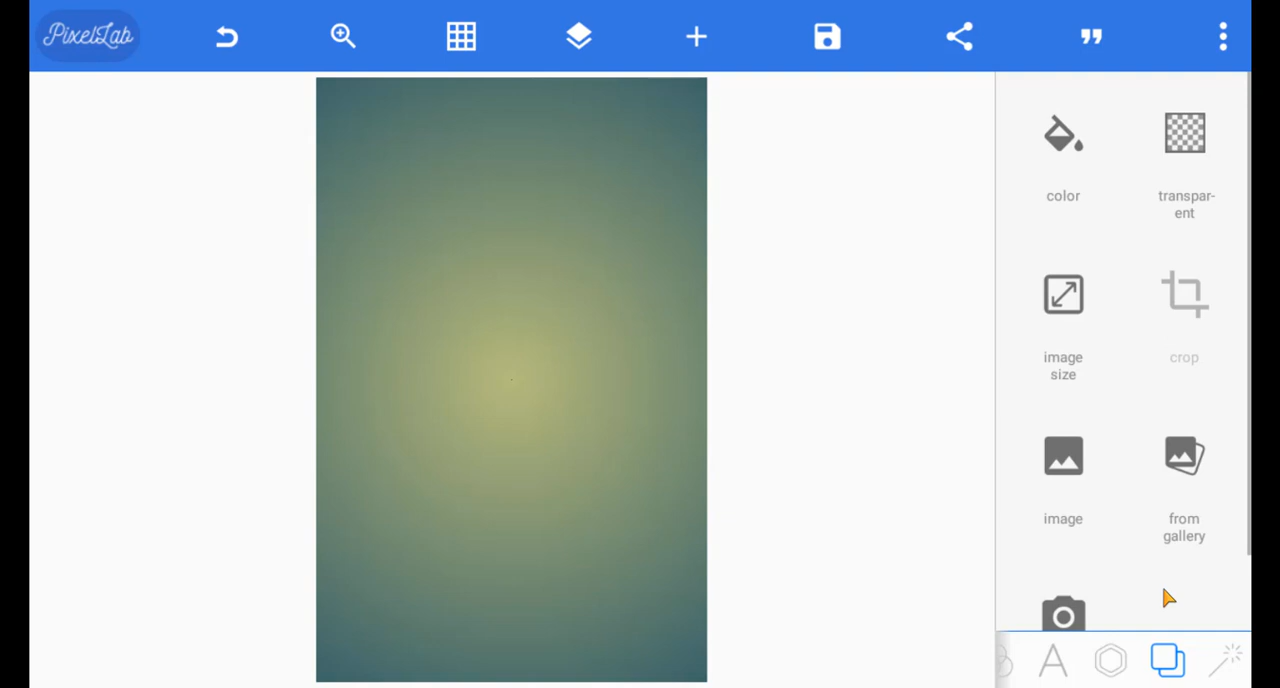 PixelLab
color
transpar-
ent
image
size
crop
image
from
gallery